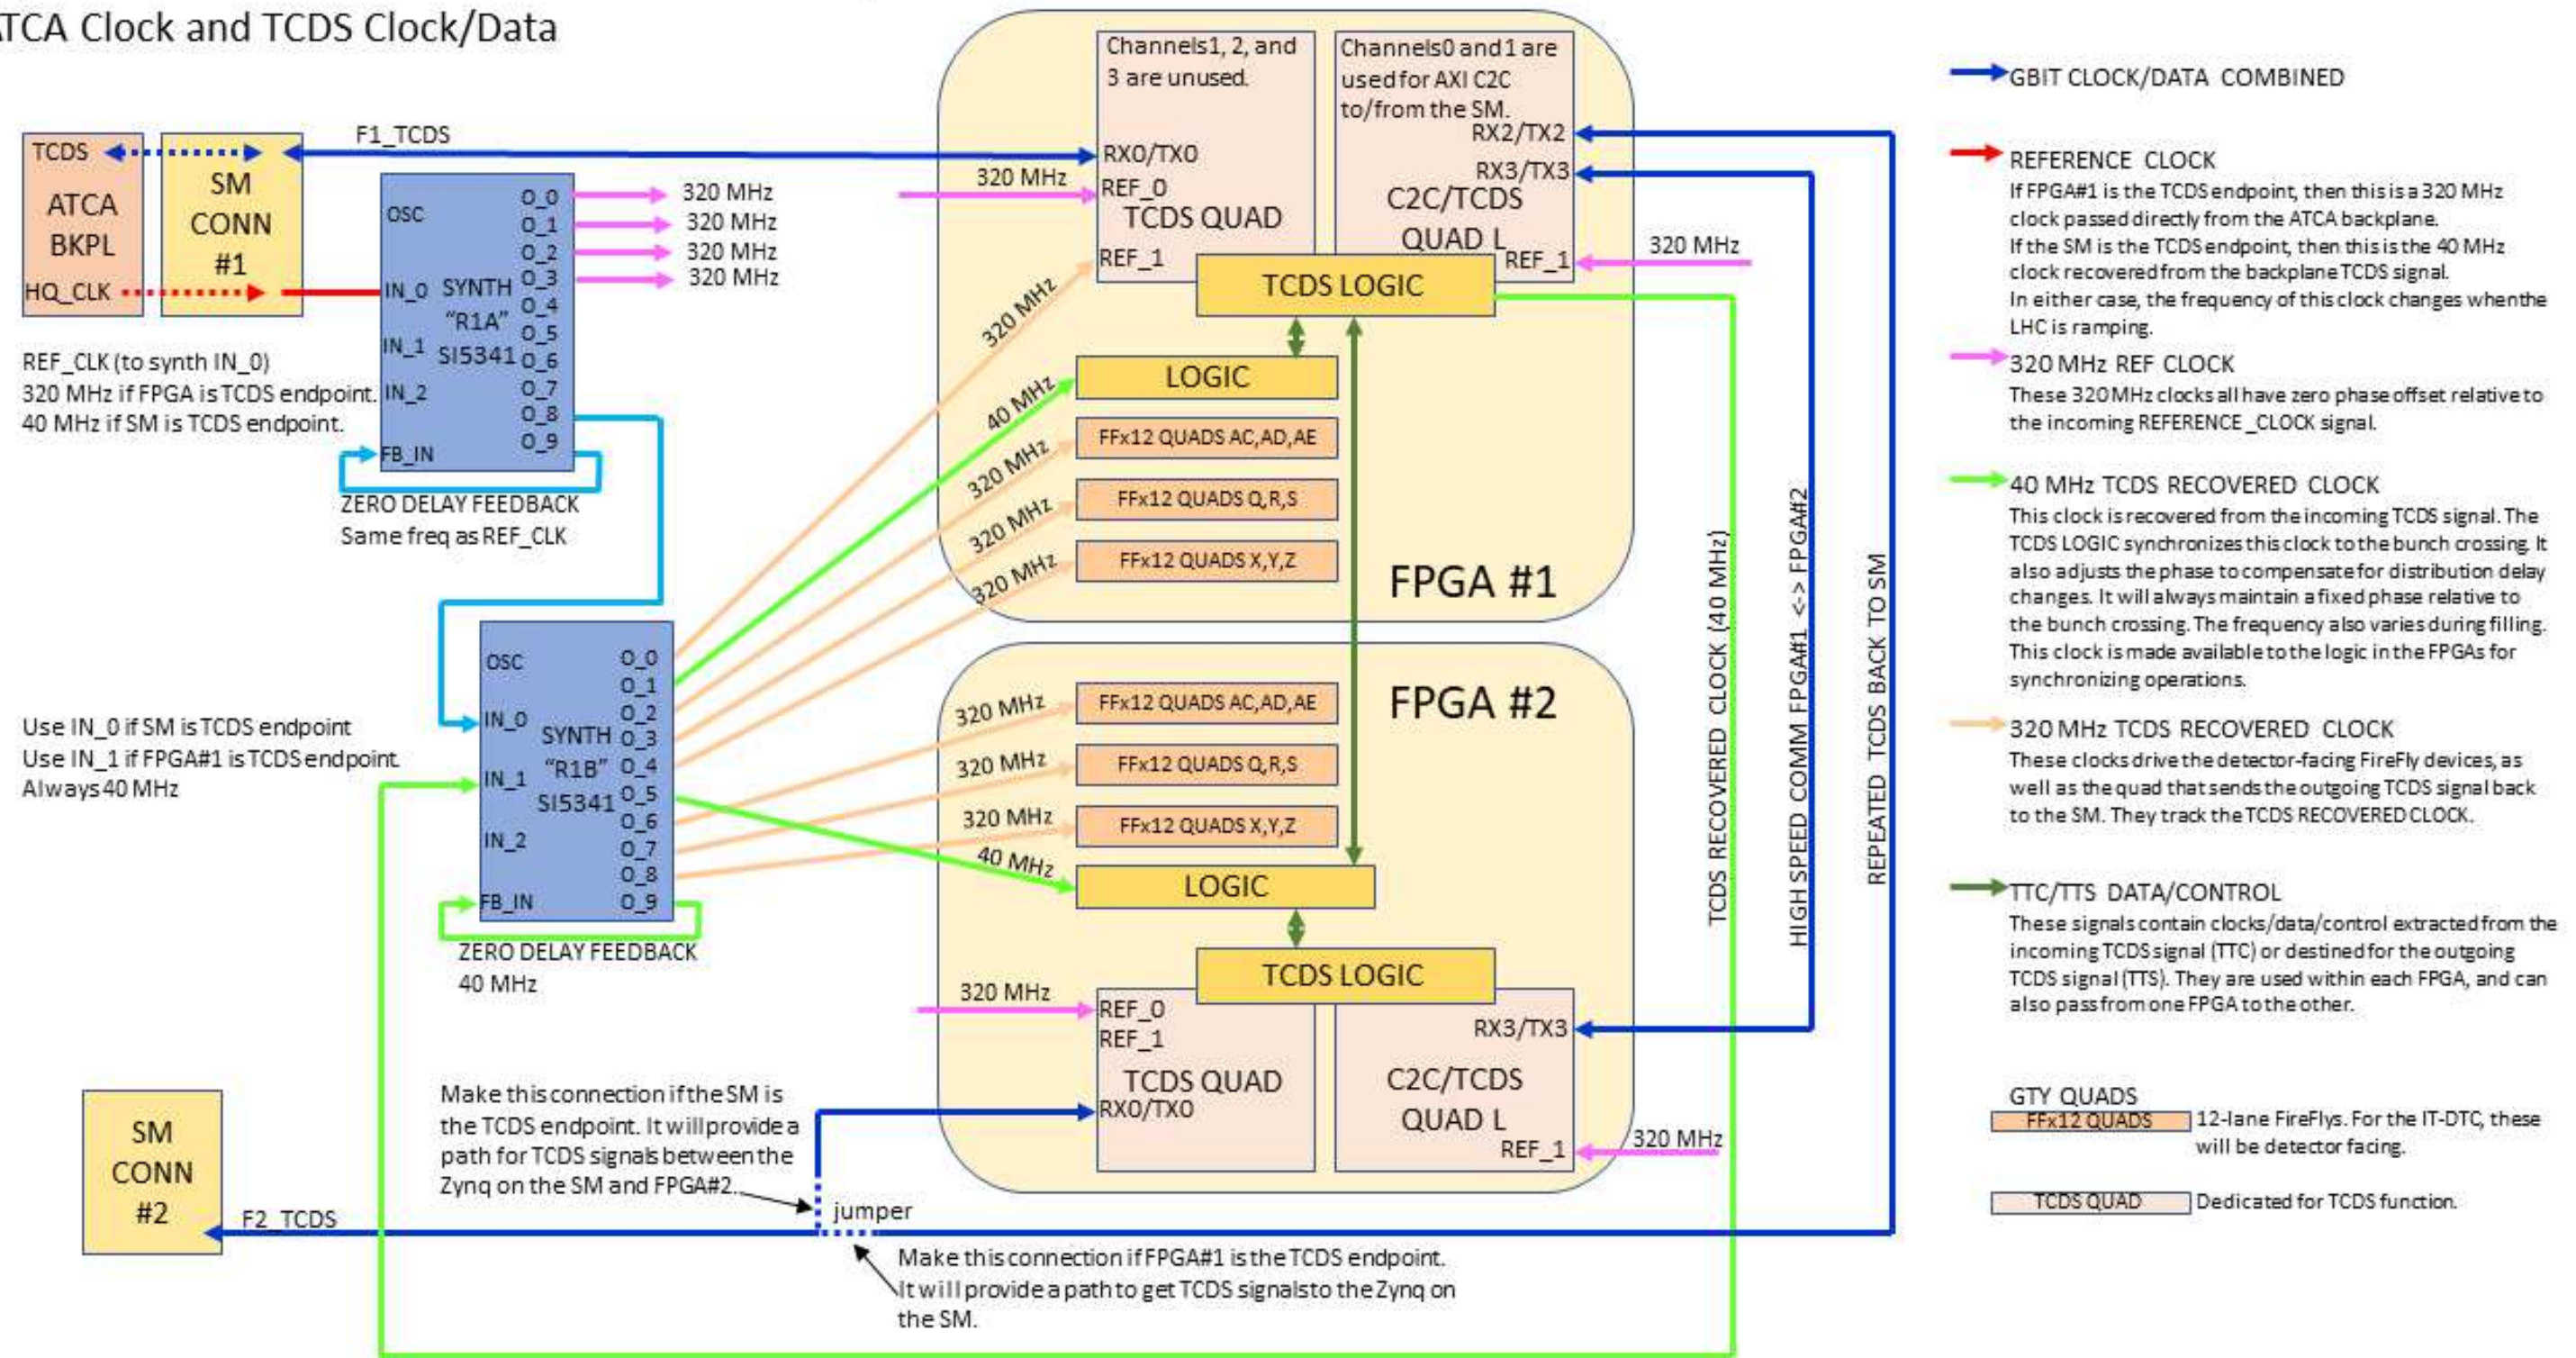 ATCA Clock and TCDS Clock/Data
TCDS
ATCA
BKPL
HQ_CLK
SM
CONN
#1
F1_TCDS
OSC
IN_0
IN_1
IN_2
FB_IN
SYNTH
"R1A"
SI5341
O_0
O_1
O_2
O_3
O_4
O_5
O_6
O_7
O_8
O_9
320 MHz
320 MHz
320 MHz
320 MHz
REF_CLK (to synth IN_0)
320 MHz if FPGA is TCDS endpoint.
40 MHz if SM is TCDS endpoint.
ZERO DELAY FEEDBACK
Same freq as REF_CLK
Channels1, 2, and
3 are unused.
RX0/TX0
320 MHz
REF_0
TCDS QUAD
REF_1
Channels0 and 1 are
used for AXI C2C
to/from the SM.
RX2/TX2
RX3/TX3
C2C/TCDS
QUAD L
REF_1
320 MHz
TCDS LOGIC
LOGIC
FFx12 QUADS AC,AD,AE
FFx12 QUADS Q,R,S
FFx12 QUADS X,Y,Z
FPGA #1
320 MHz
40 MHz
320 MHz
320 MHz
320 MHz
Use IN_0 if SM is TCDS endpoint
Use IN_1 if FPGA#1 is TCDS endpoint.
Always 40 MHz
OSC
IN_0
IN_1
IN_2
FB_IN
SYNTH
"R1B"
SI5341
O_0
O_1
O_2
O_3
O_4
O_5
O_6
O_7
O_8
O_9
ZERO DELAY FEEDBACK
40 MHz
320 MHz
320 MHz
320 MHz
40 MHz
FPGA #2
FFx12 QUADS AC,AD,AE
FFx12 QUADS Q,R,S
FFx12 QUADS X,Y,Z
LOGIC
TCDS LOGIC
320 MHz
REF_0
REF_1
TCDS QUAD
RX0/TX0
RX3/TX3
C2C/TCDS
QUAD L
REF_1
320 MHz
TCDS RECOVERED CLOCK (40 MHz)
HIGH SPEED COMM FPGA#1 <-> FPGA#2
REPEATED TCDS BACK TO SM
SM
CONN
#2
F2_TCDS
Make this connection if the SM is
the TCDS endpoint. It will provide a
path for TCDS signals between the
Zynq on the SM and FPGA#2.
jumper
Make this connection if FPGA#1 is the TCDS endpoint.
It will provide a path to get TCDS signals to the Zynq on
the SM.
GBIT CLOCK/DATA COMBINED
REFERENCE CLOCK
If FPGA#1 is the TCDS endpoint, then this is a 320 MHz
clock passed directly from the ATCA backplane.
If the SM is the TCDS endpoint, then this is the 40 MHz
clock recovered from the backplane TCDS signal.
In either case, the frequency of this clock changes when the
LHC is ramping.
320 MHz REF CLOCK
These 320 MHz clocks all have zero phase offset relative to
the incoming REFERENCE_CLOCK signal.
40 MHz TCDS RECOVERED CLOCK
This clock is recovered from the incoming TCDS signal. The
TCDS LOGIC synchronizes this clock to the bunch crossing. It
also adjusts the phase to compensate for distribution delay
changes. It will always maintain a fixed phase relative to
the bunch crossing. The frequency also varies during filling.
This clock is made available to the logic in the FPGAs for
synchronizing operations.
320 MHz TCDS RECOVERED CLOCK
These clocks drive the detector-facing FireFly devices, as
well as the quad that sends the outgoing TCDS signal back
to the SM. They track the TCDS RECOVERED CLOCK.
TTC/TTS DATA/CONTROL
These signals contain clocks/data/control extracted from the
incoming TCDS signal (TTC) or destined for the outgoing
TCDS signal (TTS). They are used within each FPGA, and can
also pass from one FPGA to the other.
GTY QUADS
FFx12 QUADS
12-lane FireFlys. For the IT-DTC, these
will be detector facing.
TCDS QUAD
Dedicated for TCDS function.